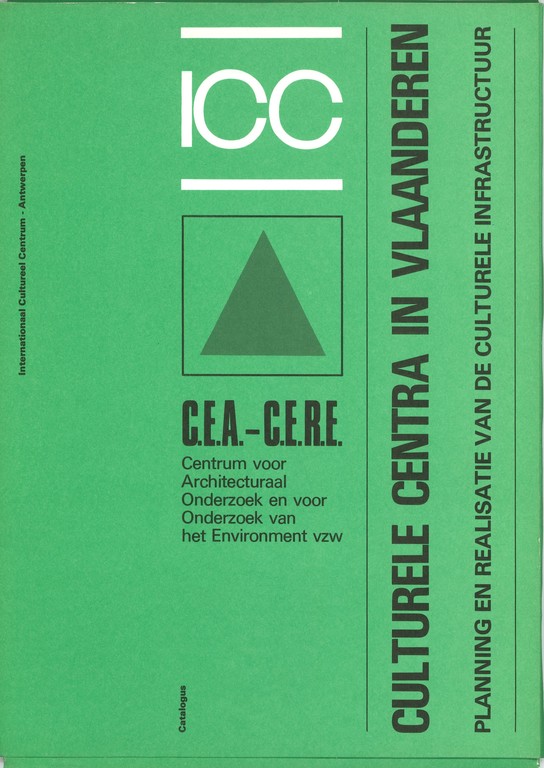 Internationaal Cultureel Centrum - Antwerpen
ICC
C.E.A.-C.E.R.E.
Centrum voor
Architecturaal
Onderzoek en voor
Onderzoek van
het Environment vzw
Catalogus
CULTURELE CENTRA IN VLAANDEREN
PLANNING EN REALISATIE VAN DE CULTURELE INFRASTRUCTUUR